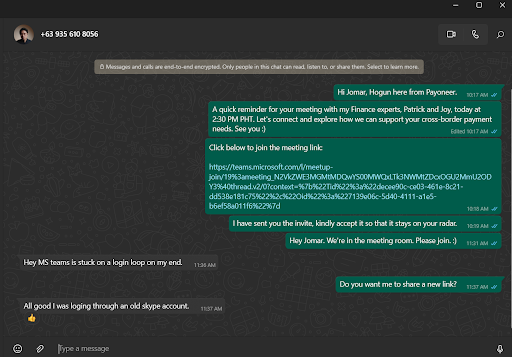 +63 935 610 8056
Messages and calls are end-to-end encrypted. Only people in this chat can read, listen to, or share them. Select to learn more.
Hi Jomar, Hogun here from Payoneer.
10:17 AM
A quick reminder for your meeting with my Finance experts, Patrick and Joy, today at
2:30 PM PHT. Let's connect and explore how we can support your cross-border payment
needs. See you :)
Edited 10:17 AM
Click below to join the meeting link:
https://teams.microsoft.com/l/meetup-
join/19%3ameeting_N2VkZWE3MGMtMDQwYS00MWQxLTk3NWMtZDcxOGU2MmU2OD
Y3%40thread.v2/0?context=%7b%22Tid%22%3a%22decee90c-ce03-461e-8c21-
dd538e181c75%22%2c%22Oid%22%3a%227139e06c-5d40-4111-a1e5-
b6ef58a011f6%22%7d
10:18 AM
I have sent you the invite, kindly accept it so that it stays on your radar.
10:19 AM
Hey Jomar. We're in the meeting room. Please join. :)
11:31 AM
Hey MS teams is stuck on a login loop on my end.
11:36 AM
Do you want me to share a new link?
11:37 AM
All good I was loging through an old skype account.
11:37 AM
👍
Type a message